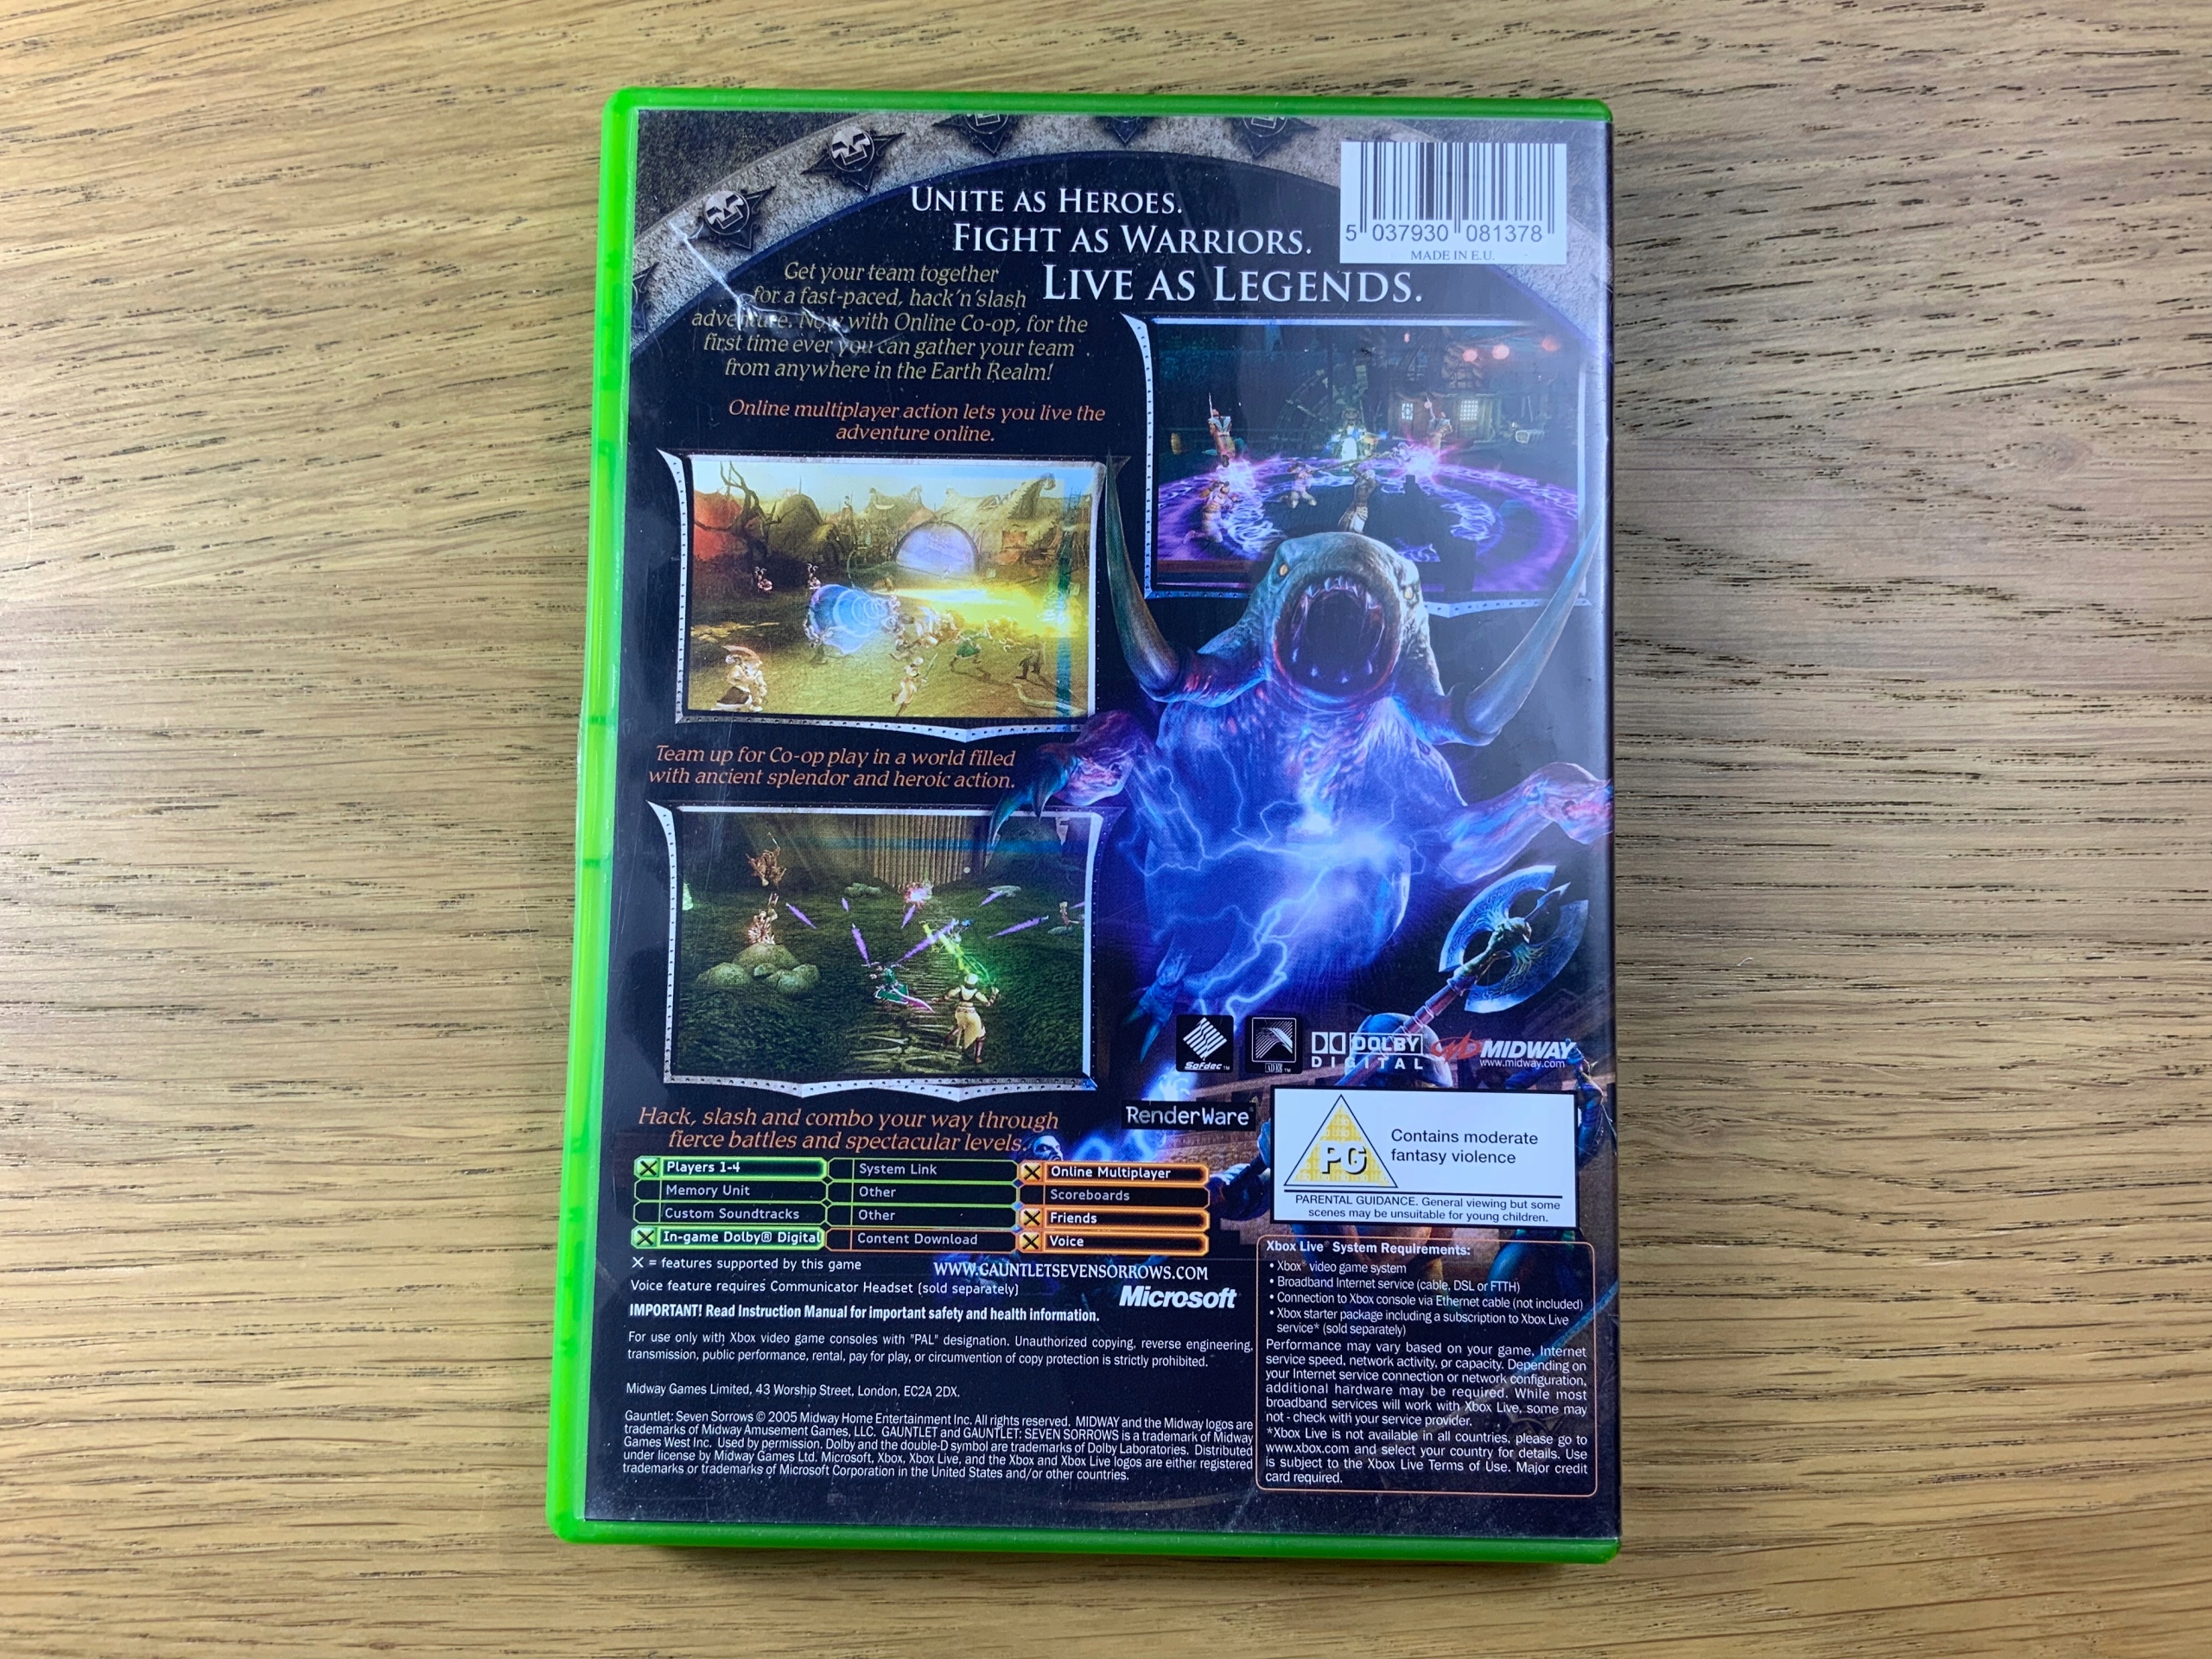 UNITE AS HEROES.
FIGHT AS WARRIORS.
LIVE AS LEGENDS.
5 037930 081378
MADE IN E.U.
Get your team together
for a fast-paced, hack'n'slash
adventure. Now with Online Co-op, for the
first time ever you can gather your team
from anywhere in the Earth Realm!
Online multiplayer action lets you live the
adventure online.
Team up for Co-op play in a world filled
with ancient splendor and heroic action.
Hack, slash and combo your way through
fierce battles and spectacular levels.
Sofdec™
ADX™
DOLBY
DIGITAL
MIDWAY
www.midway.com
RenderWare
PG
Contains moderate
fantasy violence
PARENTAL GUIDANCE. General viewing but some
scenes may be unsuitable for young children.
X Players 1-4
Memory Unit
Custom Soundtracks
X In-game Dolby® Digital
System Link
Other
Other
Content Download
X Online Multiplayer
Scoreboards
X Friends
X Voice
X = features supported by this game
WWW.GAUNTLETSEVENSORROWS.COM
Voice feature requires Communicator Headset (sold separately)
Microsoft
IMPORTANT! Read Instruction Manual for important safety and health information.
For use only with Xbox video game consoles with "PAL" designation. Unauthorized copying, reverse engineering,
transmission, public performance, rental, pay for play, or circumvention of copy protection is strictly prohibited.
Midway Games Limited, 43 Worship Street, London, EC2A 2DX.
Gauntlet: Seven Sorrows © 2005 Midway Home Entertainment Inc. All rights reserved. MIDWAY and the Midway logos are
trademarks of Midway Amusement Games, LLC. GAUNTLET and GAUNTLET: SEVEN SORROWS is a trademark of Midway
Games West Inc. Used by permission. Dolby and the double-D symbol are trademarks of Dolby Laboratories. Distributed
under license by Midway Games Ltd. Microsoft, Xbox, Xbox Live, and the Xbox and Xbox Live logos are either registered
trademarks or trademarks of Microsoft Corporation in the United States and/or other countries.
Xbox Live® System Requirements:
• Xbox® video game system
• Broadband Internet service (cable, DSL or FTTH)
• Connection to Xbox console via Ethernet cable (not included)
• Xbox starter package including a subscription to Xbox Live
service* (sold separately)
Performance may vary based on your game, Internet
service speed, network activity, or capacity. Depending on
your Internet service connection or network configuration,
additional hardware may be required. While most
broadband services will work with Xbox Live, some may
not - check with your service provider.
*Xbox Live is not available in all countries, please go to
www.xbox.com and select your country for details. Use
is subject to the Xbox Live Terms of Use. Major credit
card required.